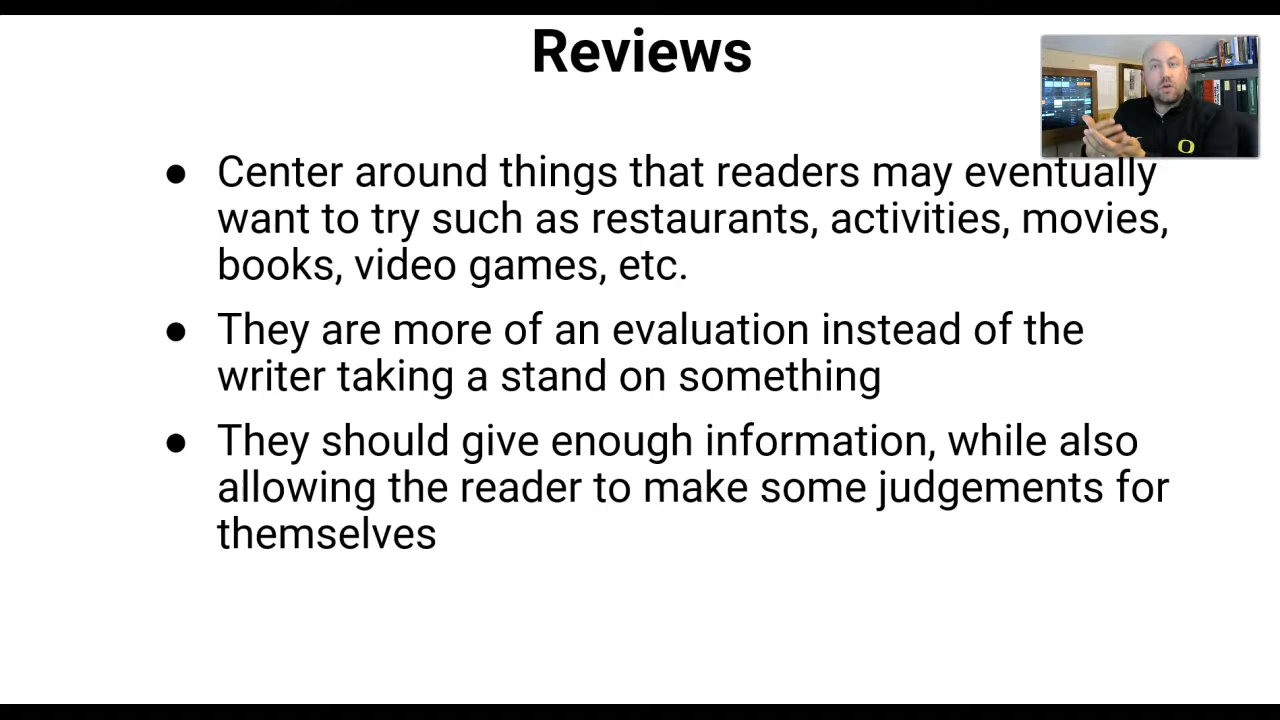 Reviews
● Center around things that readers may eventually
want to try such as restaurants, activities, movies,
books, video games, etc.
● They are more of an evaluation instead of the
writer taking a stand on something
● They should give enough information, while also
allowing the reader to make some judgements for
themselves
O